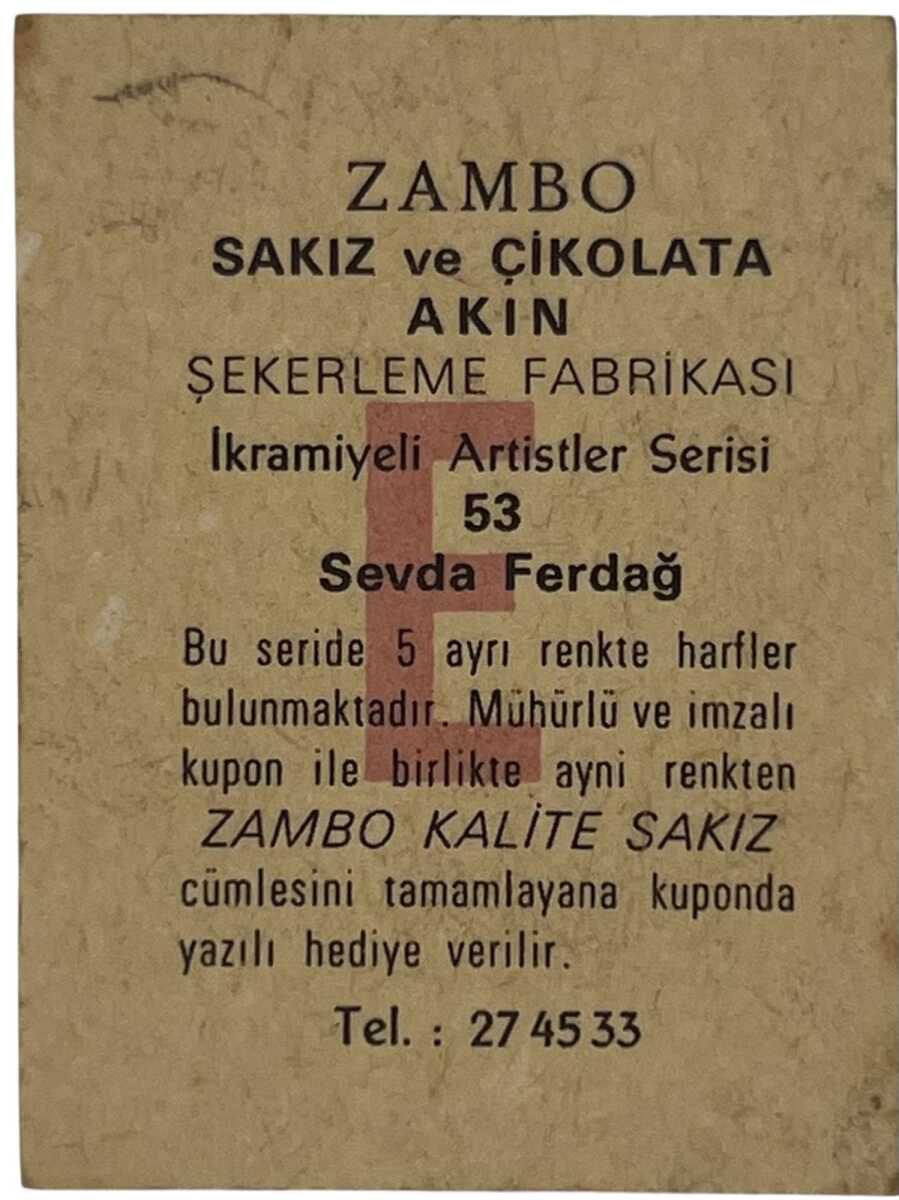 ZAMBO
SAKIZ ve ÇİKOLATA
AKIN
ŞEKERLEME FABRİKASI
İkramiyeli Artistler Serisi
53
Sevda Ferdağ
E
Bu seride 5 ayrı renkte harfler
bulunmaktadır. Mühürlü ve imzalı
kupon ile birlikte ayni renkten
ZAMBO KALİTE SAKIZ
cümlesini tamamlayana kuponda
yazılı hediye verilir.
Tel. : 27 45 33